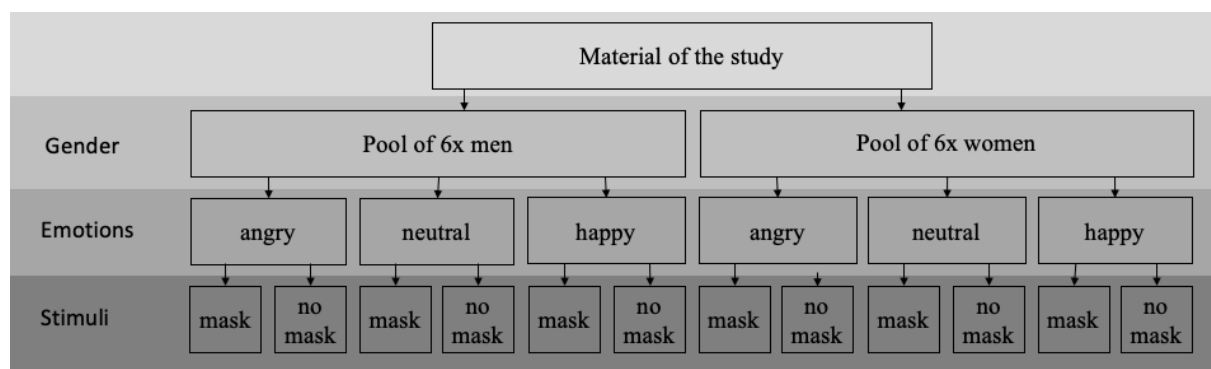 Material of the study
Gender
Pool of 6x men
Pool of 6x women
Emotions
angry
neutral
happy
angry
neutral
happy
Stimuli
mask
no
mask
mask
no
mask
mask
no
mask
mask
no
mask
mask
no
mask
mask
no
mask